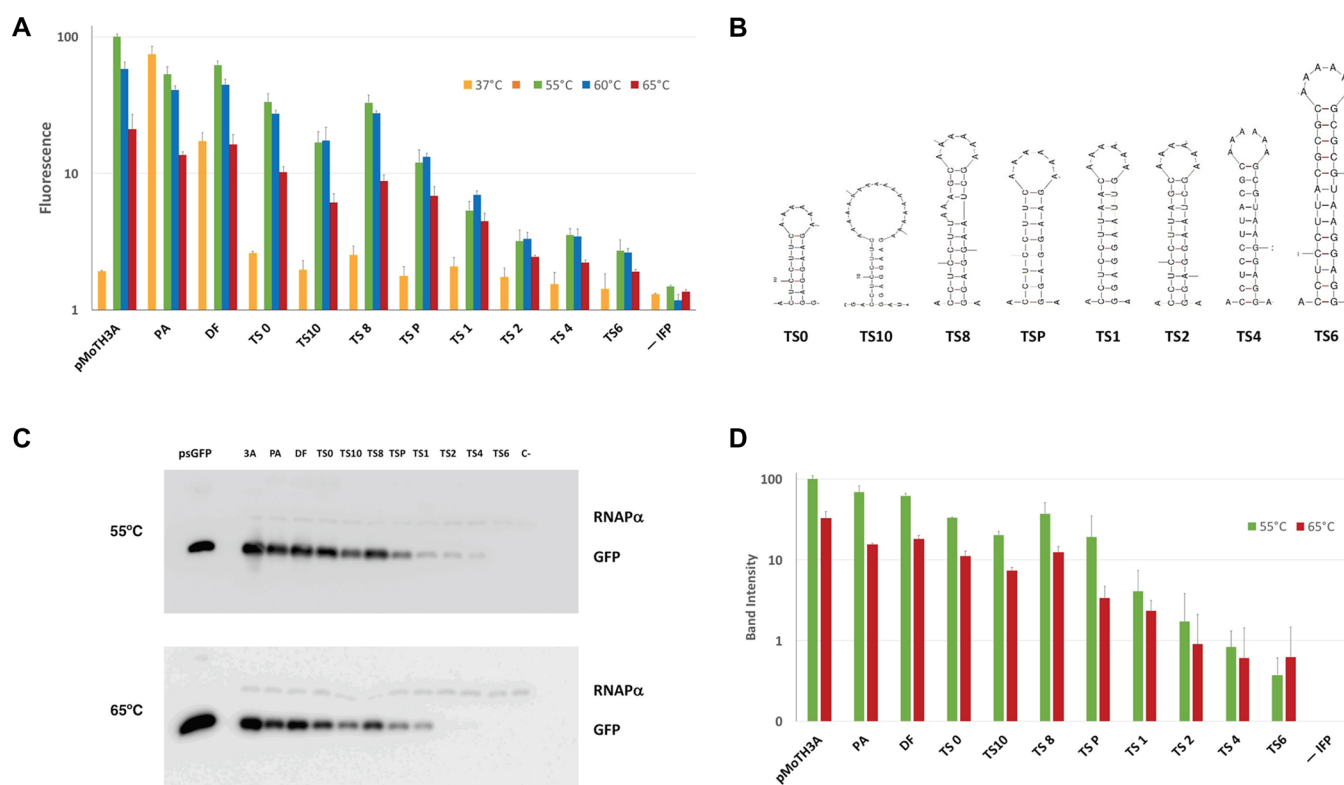 A
100
10
1
Fluorescence
37°C 55°C 60°C 65°C
pMoTH3A PA DF TS 0 TS10 TS 8 TS P TS 1 TS 2 TS 4 TS6 — IFP
B
TS0 TS10 TS8 TSP TS1 TS2 TS4 TS6
C
psGFP 3A PA DF TS0 TS10 TS8 TSP TS1 TS2 TS4 TS6 C-
55ºC
RNAPα
GFP
65ºC
RNAPα
GFP
D
100
10
1
0
Band Intensity
55°C 65°C
pMoTH3A PA DF TS 0 TS10 TS 8 TS P TS 1 TS 2 TS 4 TS6 — IFP